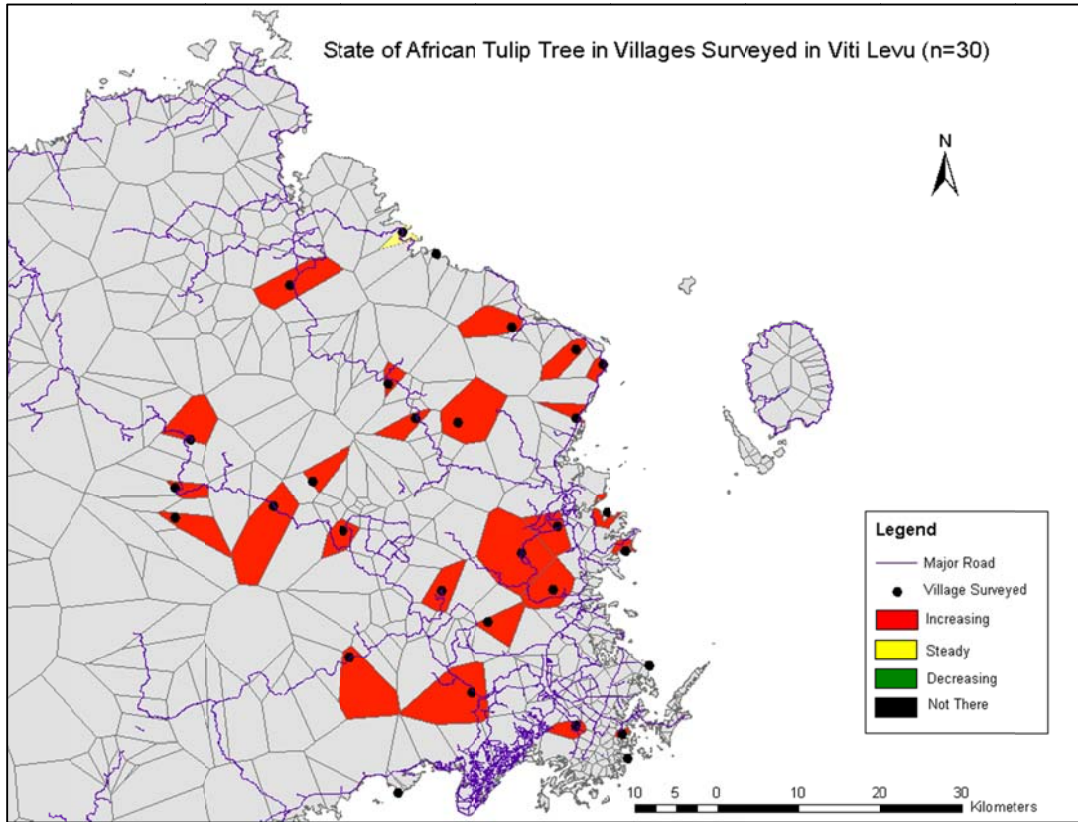 State of African Tulip Tree in Villages Surveyed in Viti Levu (n=30)
N
Legend
Major Road
Village Surveyed
Increasing
Steady
Decreasing
Not There
10 5 0 10 20 30
Kilometers